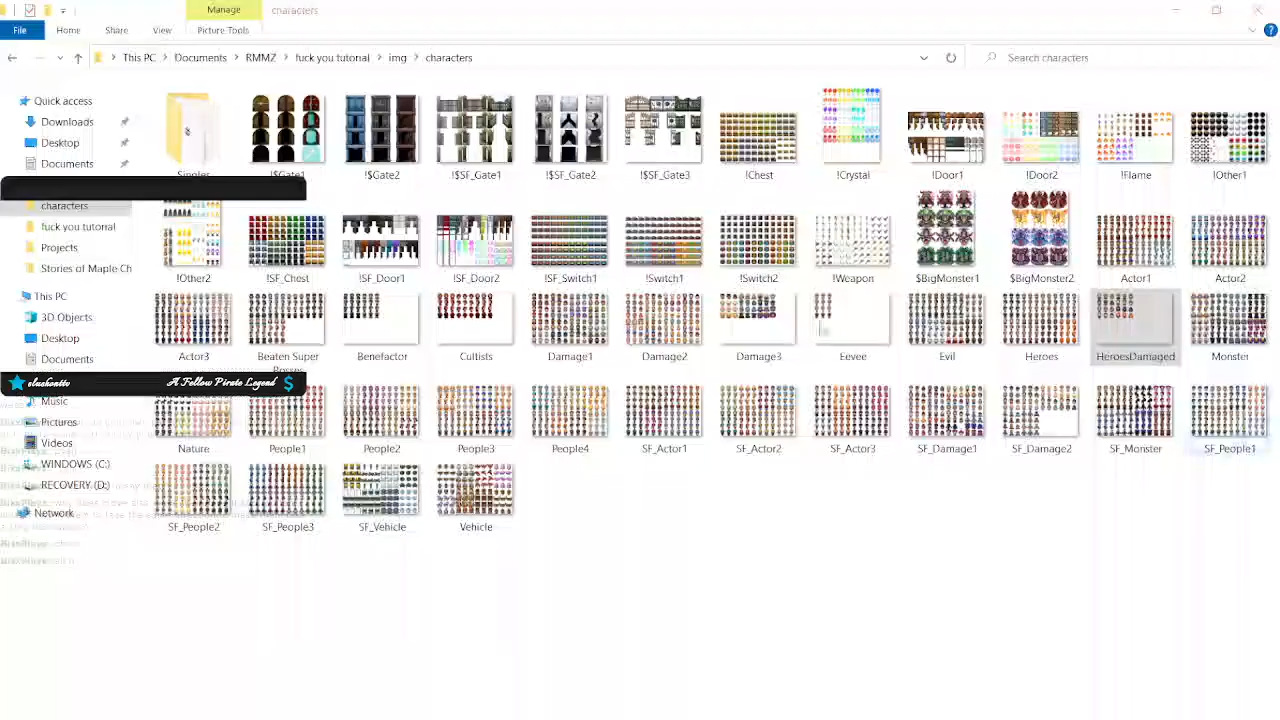 Manage
characters
File
Home
Share
View
Picture Tools
This PC
Documents
RMMZ
fuck you tutorial
img
characters
Search characters
Quick access
Downloads
Desktop
Documents
characters
fuck you tutorial
Projects
Stories of Maple Ch
This PC
3D Objects
Desktop
Documents
slushontto
A Fellow Pirate Legend $
Music
Pictures
Videos
WINDOWS (C:)
RECOVERY (D:)
Network
Singles
!$Gate1
!$Gate2
!$SF_Gate1
!$SF_Gate2
!$SF_Gate3
!Chest
!Crystal
!Door1
!Door2
!Flame
!Other1
!Other2
!SF_Chest
!SF_Door1
!SF_Door2
!SF_Switch1
!Switch1
!Switch2
!Weapon
$BigMonster1
$BigMonster2
Actor1
Actor2
Actor3
Beaten Super
Bosses
Benefactor
Cultists
Damage1
Damage2
Damage3
Eevee
Evil
Heroes
HeroesDamaged
Monster
Nature
People1
People2
People3
People4
SF_Actor1
SF_Actor2
SF_Actor3
SF_Damage1
SF_Damage2
SF_Monster
SF_People1
SF_People2
SF_People3
SF_Vehicle
Vehicle